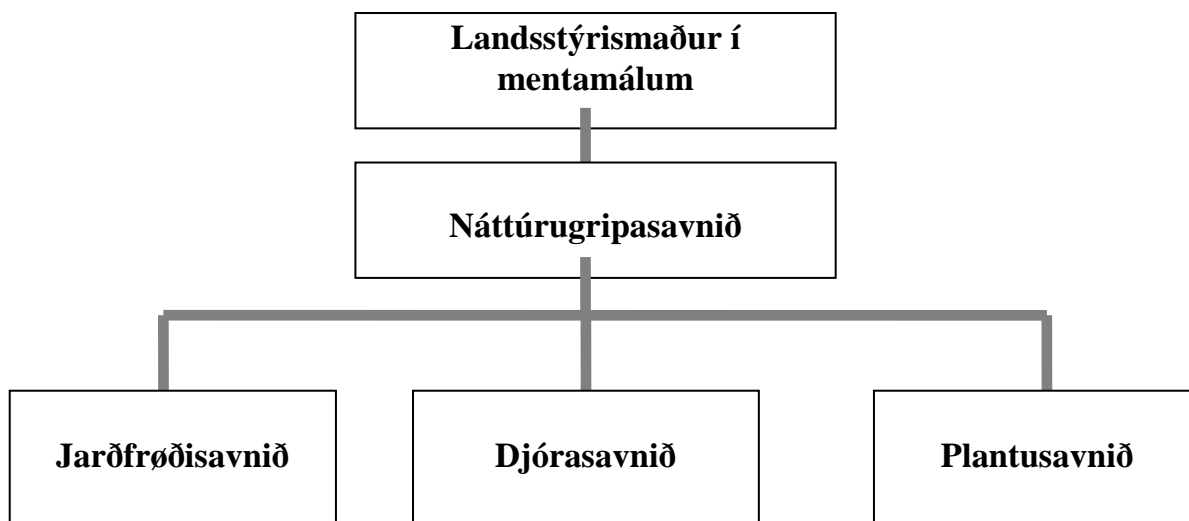 Landsstýrismaður í
mentamálum
Náttúrugripasavnið
Jarðfrøðisavnið
Djórasavnið
Plantusavnið